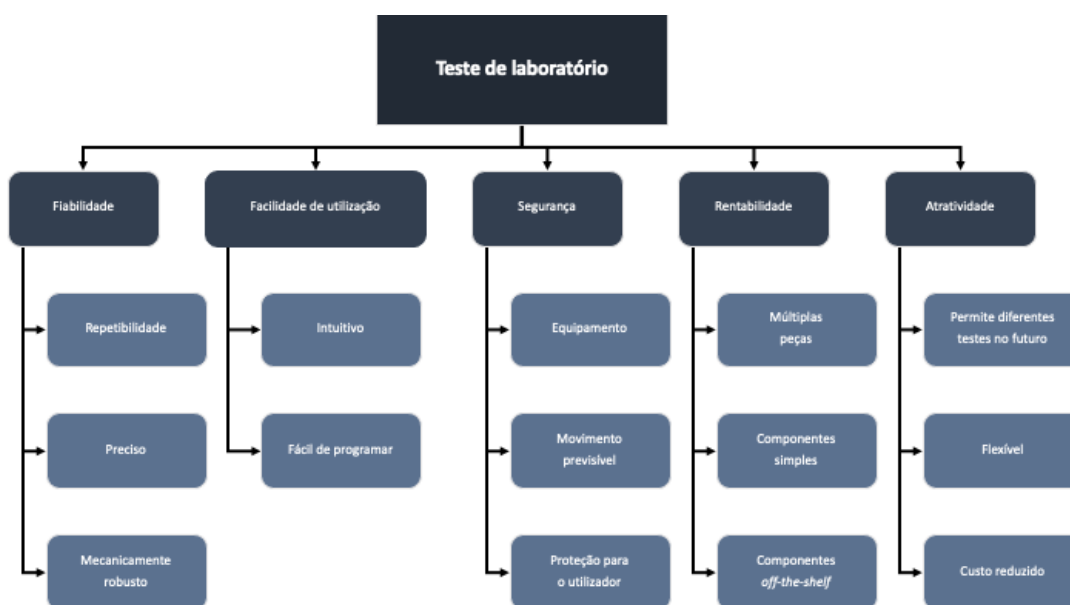 Teste de laboratório
Fiabilidade
Facilidade de utilização
Segurança
Rentabilidade
Atratividade
Repetibilidade
Intuitivo
Equipamento
Múltiplas
peças
Permite diferentes
testes no futuro
Preciso
Fácil de programar
Movimento
previsível
Componentes
simples
Flexível
Mecanicamente
robusto
Proteção para
o utilizador
Componentes
off-the-shelf
Custo reduzido